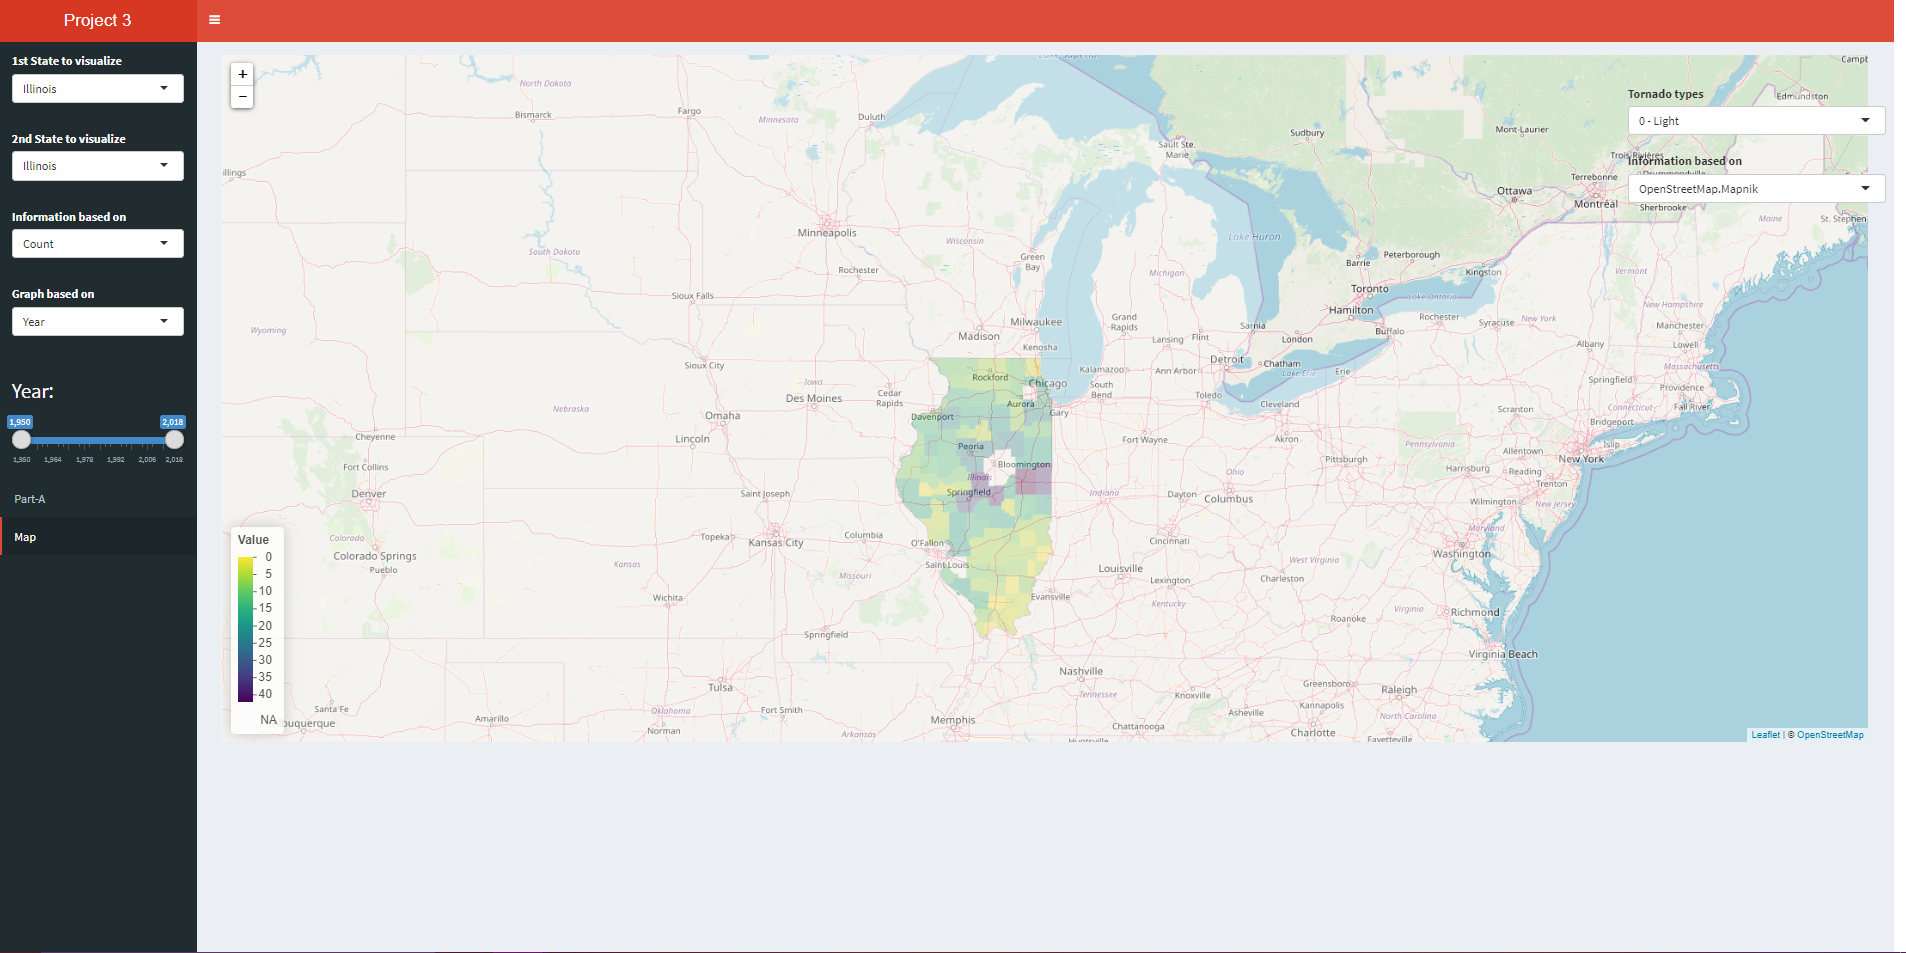 Project 3
1st State to visualize
Illinois
2nd State to visualize
Illinois
Information based on
Count
Graph based on
Year
Year:
1,950 2,018
1,950 1,964 1,978 1,992 2,006 2,018
Part-A
Map
+
−
Tornado types
0 - Light
Information based on
OpenStreetMap.Mapnik
Value
0
5
10
15
20
25
30
35
40
NA
Lake Superior
Campt
North Dakota
Edmundston
Bismarck
Fargo
Minnesota
Duluth
Sudbury
Mont-Laurier
Sault Ste. Marie
Trois-Rivières
Drummondville
illings
Terrebonne
Ottawa
Montréal
Sherbrooke
Maine
St. Stephen
Minneapolis
Wisconsin
Lake Huron
South Dakota
Green Bay
Barrie
Peterborough
Rochester
Michigan
Kingston
Vermont
Sioux Falls
Toronto
Lake Ontario
New Hampshire
Hamilton
Wyoming
Milwaukee
Grand Rapids
Sarnia
Buffalo
Rochester
Syracuse
New York
Manchester
Madison
Lansing
Flint
London
Kenosha
Albany
Lowell
Sioux City
Detroit
Chatham
Kalamazoo
Ann Arbor
Lake Erie
Erie
Massachusetts
Rockford
Chicago
South Bend
Springfield
Iowa
Cedar Rapids
Providence
Des Moines
Aurora
Toledo
Cleveland
Scranton
Connecticut
Fall River
Nebraska
Omaha
Davenport
Gary
Bridgeport
Cheyenne
Lincoln
Peoria
Fort Wayne
Akron
Pennsylvania
Allentown
Islip
Fort Collins
Bloomington
Pittsburgh
Harrisburg
Reading
New York
Ohio
Illinois
Trenton
Denver
Saint Joseph
Springfield
Indiana
Dayton
Columbus
Wilmington
New Jersey
Colorado
Topeka
Kansas City
Columbia
O'Fallon
Cincinnati
Maryland
Colorado Springs
Washington
Pueblo
Kansas
Saint Louis
Louisville
West Virginia
Missouri
Lexington
Charleston
Wichita
Evansville
Kentucky
Virginia
Richmond
Springfield
Roanoke
Virginia Beach
Nashville
Tulsa
Tennessee
Knoxville
Greensboro
Raleigh
Santa Fe
Fort Smith
Kannapolis
buquerque
Amarillo
Oklahoma
Memphis
Asheville
North Carolina
Norman
Arkansas
Chattanooga
Charlotte
Fayetteville
Huntsville
Leaflet | © OpenStreetMap